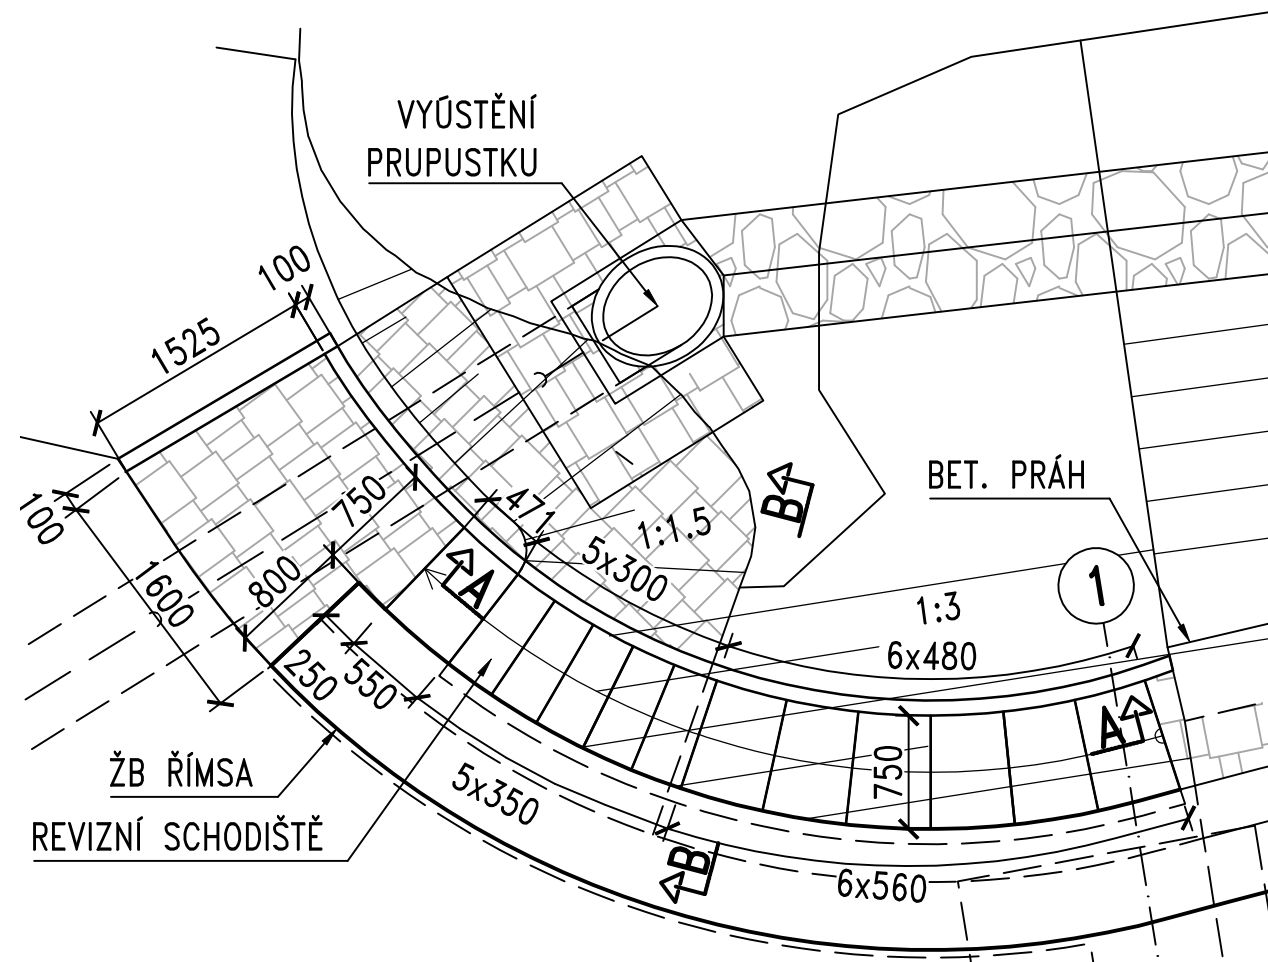 VYÚSTĚNÍ
PRUPUSTKU
100
1525
750
471
B
1:1.5
BET. PRÁH
100
1600
800
A
5x300
1
1:3
6x480
250
550
A
ŽB ŘÍMSA
5x350
750
REVIZNÍ SCHODIŠTĚ
B
6x560